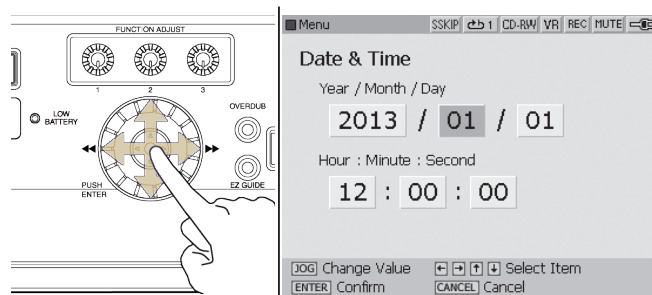 FUNCTION ADJUST
1 2 3
LOW
BATTERY
OVERDUB
PUSH
ENTER
EZ GUIDE
Menu SSKIP 1 CD-RW VR REC MUTE
Date & Time
Year / Month / Day
2013 / 01 / 01
Hour : Minute : Second
12 : 00 : 00
JOG Change Value ← → ↑ ↓ Select Item
ENTER Confirm CANCEL Cancel